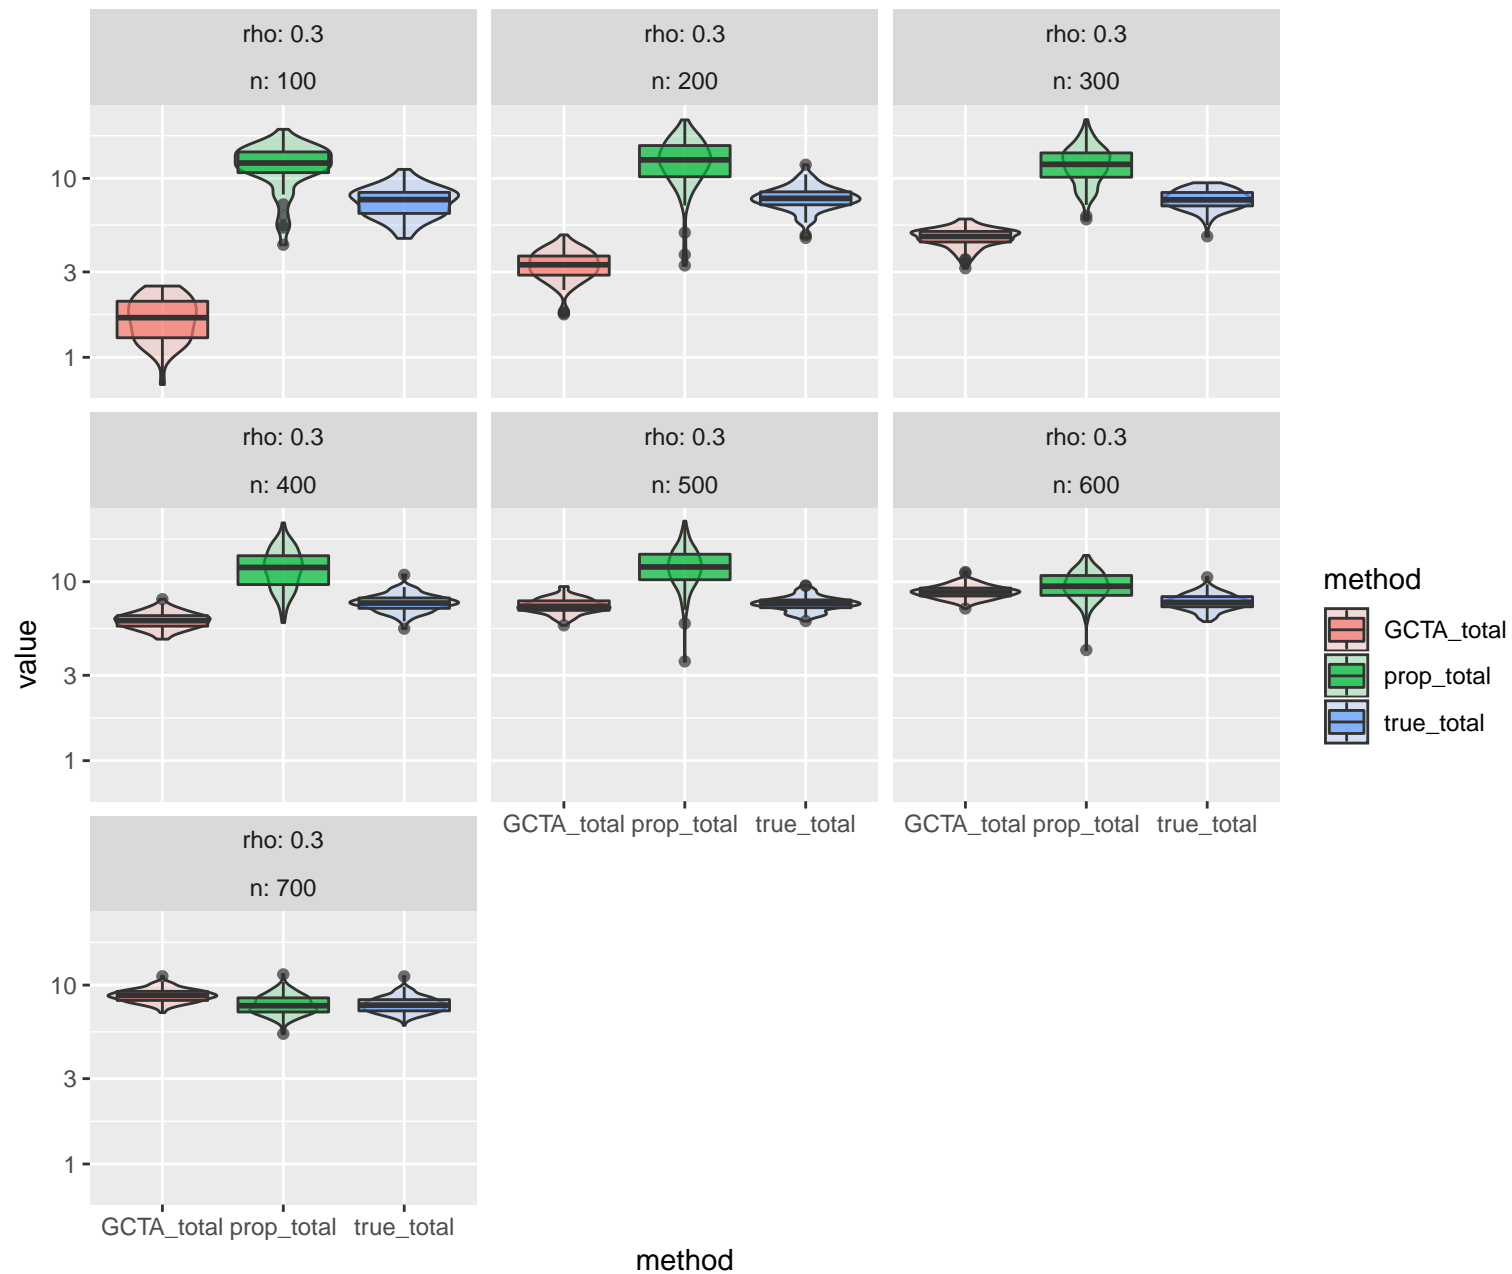 rho: 0.3
rho: 0.3
rho: 0.3
n: 100
n: 200
n: 300
10
3
1
rho: 0.3
rho: 0.3
rho: 0.3
n: 400
n: 500
n: 600
10
3
1
GCTA_total prop_total true_total
GCTA_total prop_total true_total
rho: 0.3
n: 700
10
3
1
GCTA_total prop_total true_total
value
method
method
GCTA_total
prop_total
true_total